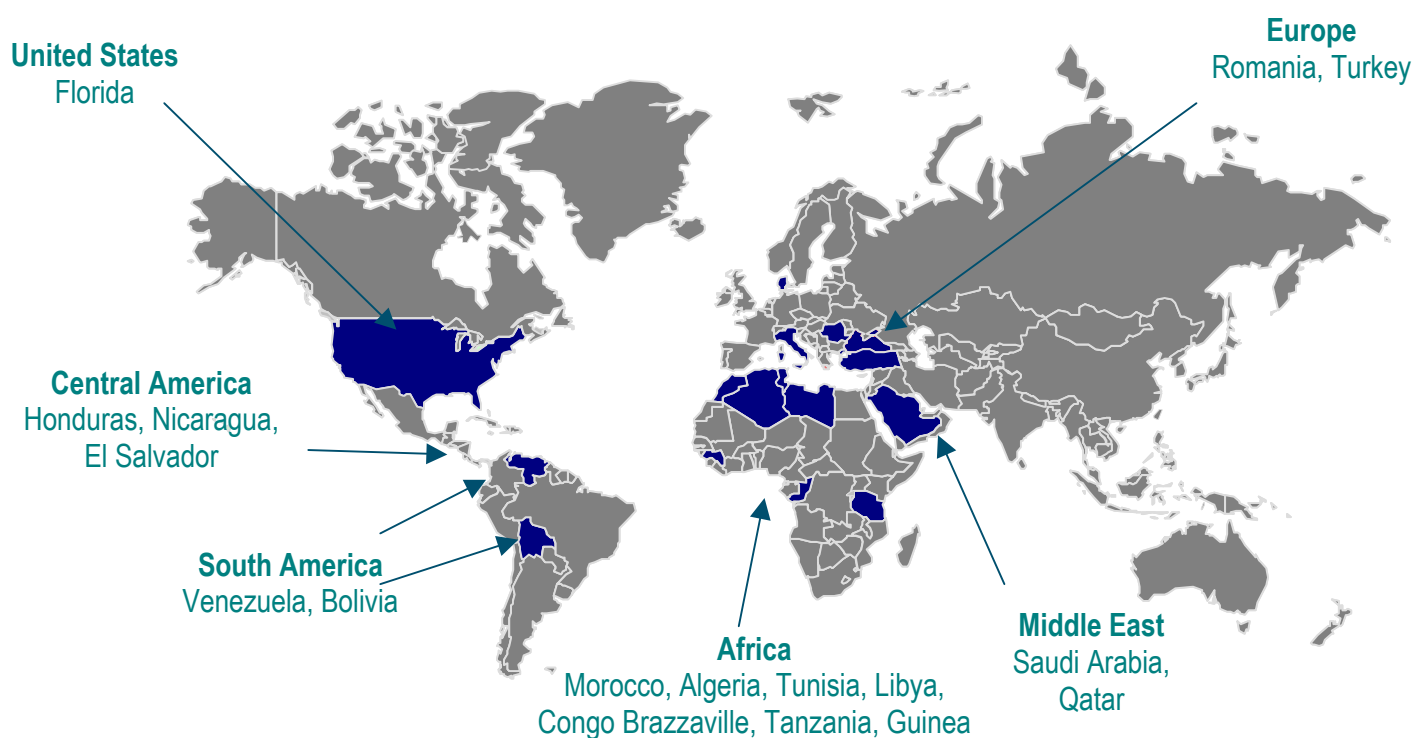 United States
Florida
Europe
Romania, Turkey
Central America
Honduras, Nicaragua,
El Salvador
South America
Venezuela, Bolivia
Africa
Morocco, Algeria, Tunisia, Libya,
Congo Brazzaville, Tanzania, Guinea
Middle East
Saudi Arabia,
Qatar